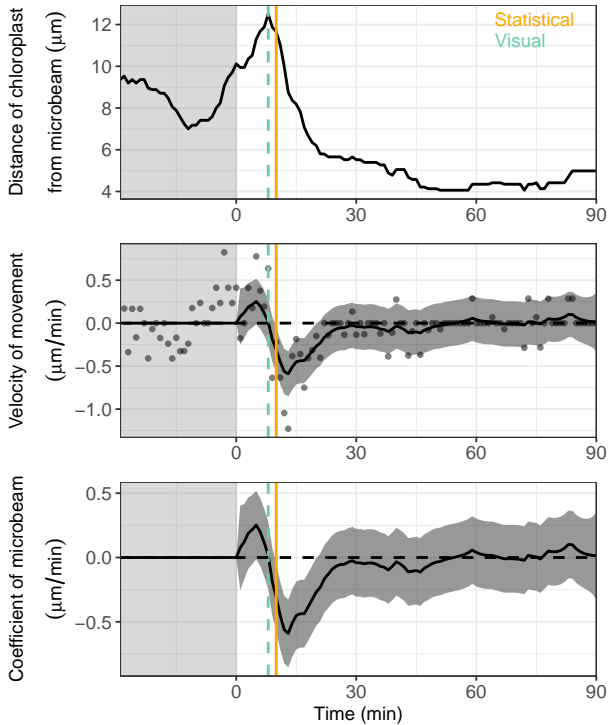 Distance of chloroplast
from microbeam (μm)
12
10
8
6
4
Statistical
Visual
0
30
60
90
Velocity of movement
(μm/min)
0.5
0.0
−0.5
−1.0
0
30
60
90
Coefficient of microbeam
(μm/min)
0.5
0.0
−0.5
0
30
60
90
Time (min)